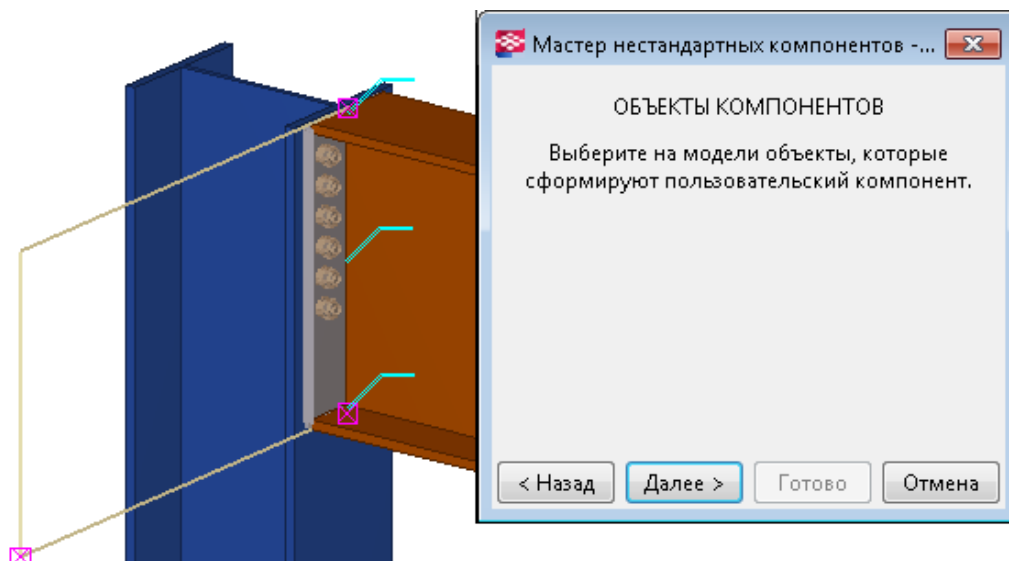 Мастер нестандартных компонентов -...
ОБЪЕКТЫ КОМПОНЕНТОВ
Выберите на модели объекты, которые
сформируют пользовательский компонент.
< Назад
Далее >
Готово
Отмена